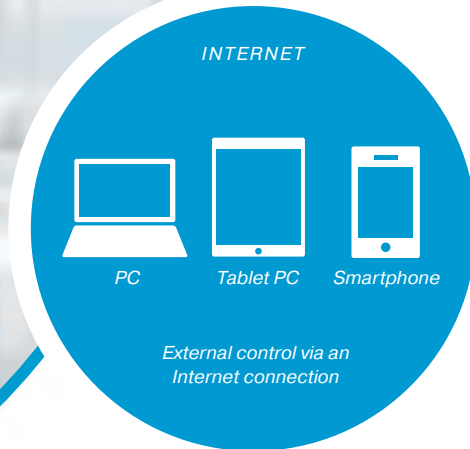 INTERNET
PC Tablet PC Smartphone
External control via an
Internet connection